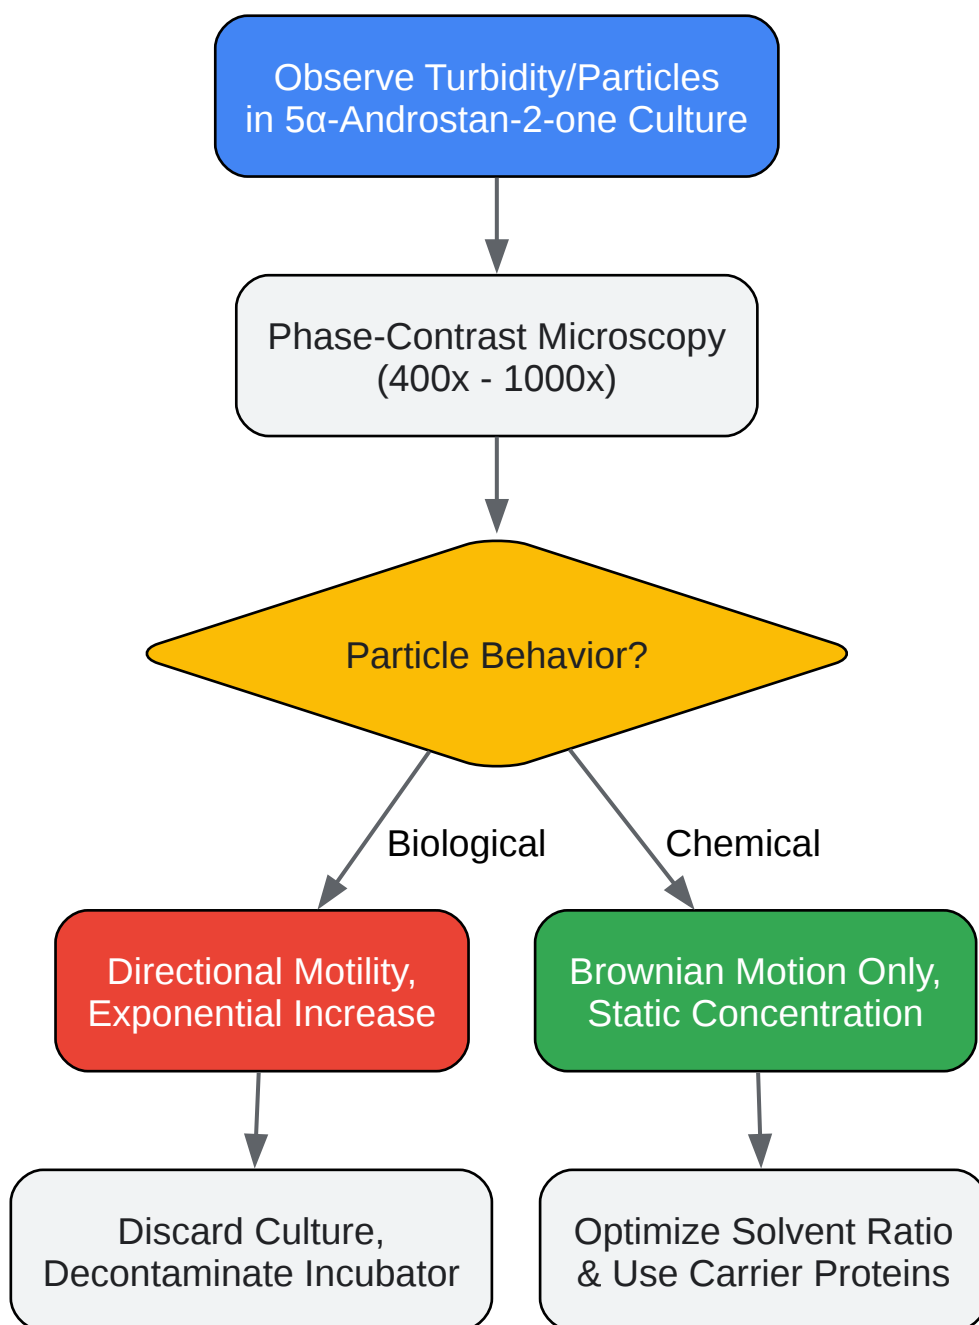 Observe Turbidity/Particles
in 5α-Androstan-2-one Culture
Phase-Contrast Microscopy
(400x - 1000x)
Particle Behavior?
Biological
Chemical
Directional Motility,
Exponential Increase
Brownian Motion Only,
Static Concentration
Discard Culture,
Decontaminate Incubator
Optimize Solvent Ratio
& Use Carrier Proteins